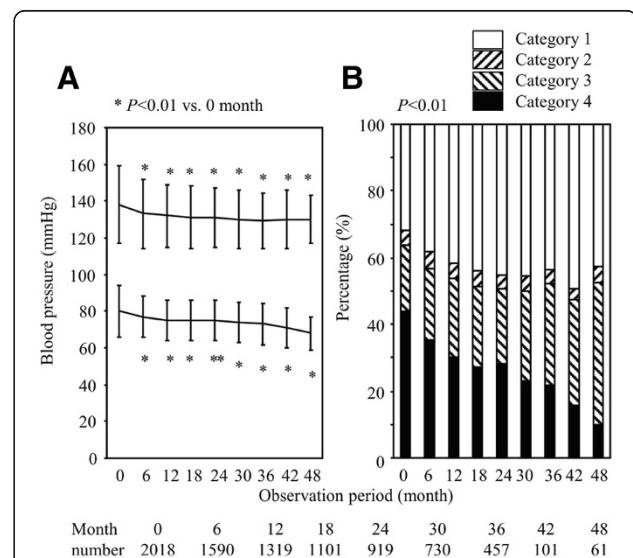 Category 1
Category 2
Category 3
Category 4
A
B
* P<0.01 vs. 0 month
P<0.01
Blood pressure (mmHg)
180
160
140
120
100
80
60
40
20
0
* * * * * * * *
* * * ** * * * *
0 6 12 18 24 30 36 42 48
Percentage (%)
100
80
60
40
20
0
0 6 12 18 24 30 36 42 48
Observation period (month)
Month 0 6 12 18 24 30 36 42 48
number 2018 1590 1319 1101 919 730 457 101 61